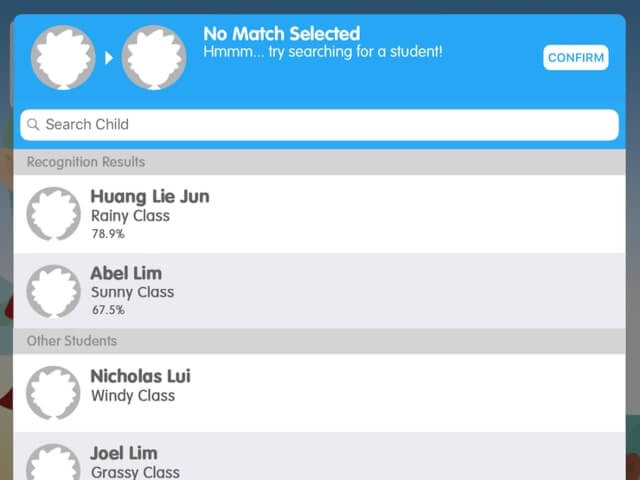 No Match Selected
Hmmm... try searching for a student!
CONFIRM
Search Child
Recognition Results
Huang Lie Jun
Rainy Class
78.9%
Abel Lim
Sunny Class
67.5%
Other Students
Nicholas Lui
Windy Class
Joel Lim
Grassy Class